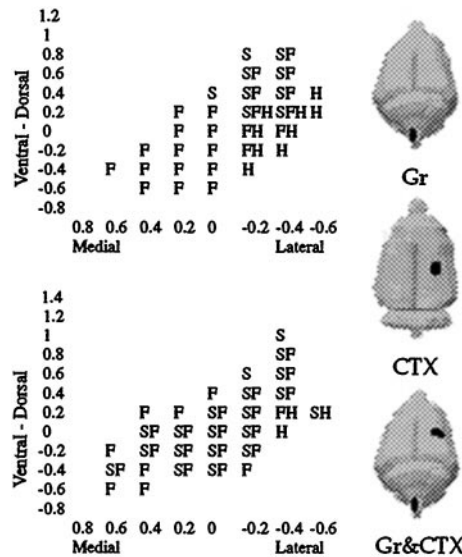 1.2
1
0.8 S SF
0.6 SF SF
0.4 S SF SF H
0.2 F F SFH SFH H
0 F F FH FH
-0.2 F F F FH H
-0.4 F F F F H
-0.6 F F F
-0.8
0.8 0.6 0.4 0.2 0 -0.2 -0.4 -0.6
Medial Lateral
Ventral - Dorsal
Gr
1.4
1.2
1 S
0.8 SF
0.6 S SF
0.4 F SF SF
0.2 F F SF SF FH SH
0 SF SF SF SF H
-0.2 F SF SF SF SF
-0.4 SF F SF SF F
-0.6 F F
-0.8
0.8 0.6 0.4 0.2 0 -0.2 -0.4 -0.6
Medial Lateral
Ventral - Dorsal
CTX
Gr&CTX